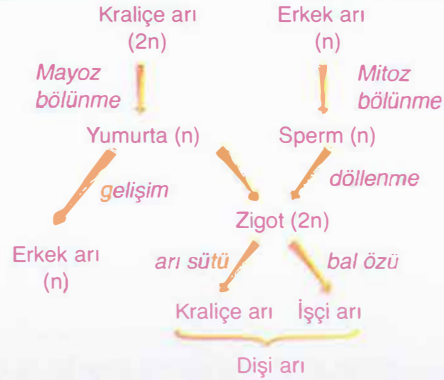 Kraliçe arı
(2n)
Erkek arı
(n)
Mayoz
bölünme
Mitoz
bölünme
Yumurta (n)
Sperm (n)
gelişim
döllenme
Zigot (2n)
Erkek arı
(n)
arı sütü
bal özü
Kraliçe arı
İşçi arı
Dişi arı